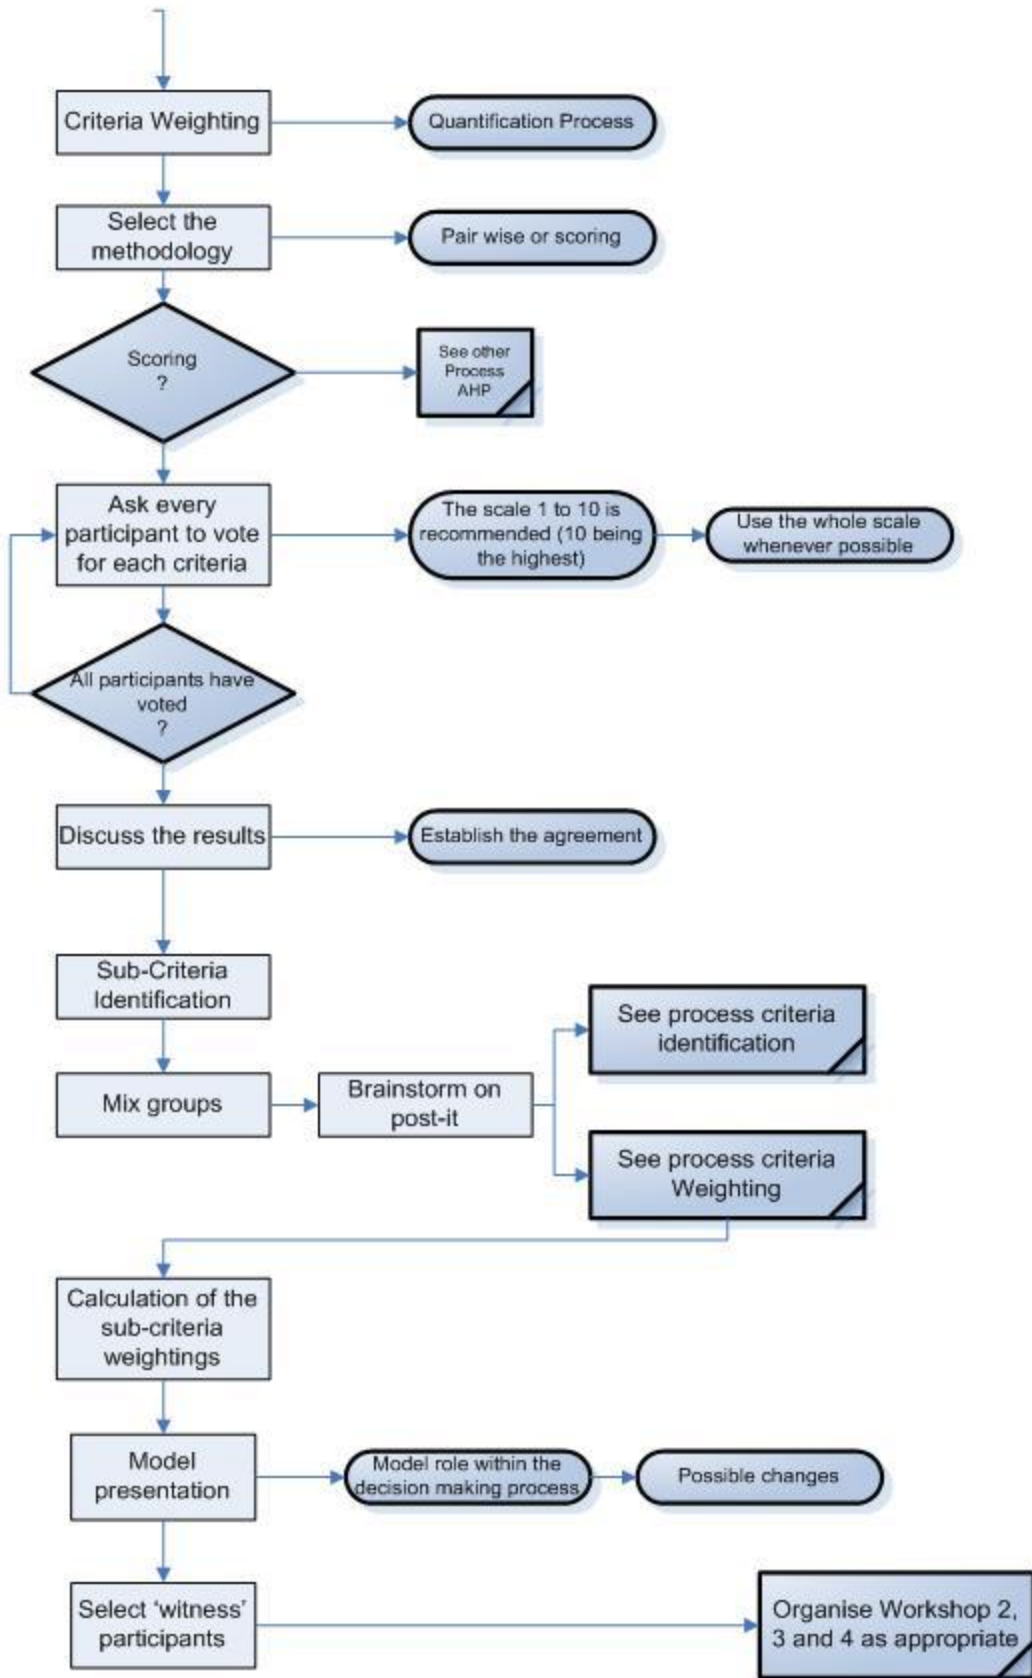 Criteria Weighting
Quantification Process
Select the
methodology
Pair wise or scoring
Scoring
?
See other
Process
AHP
Ask every
participant to vote
for each criteria
The scale 1 to 10 is
recommended (10 being
the highest)
Use the whole scale
whenever possible
All participants have
voted
?
Discuss the results
Establish the agreement
Sub-Criteria
Identification
Mix groups
Brainstorm on
post-it
See process criteria
identification
See process criteria
Weighting
Calculation of the
sub-criteria
weightings
Model
presentation
Model role within the
decision making process
Possible changes
Select ‘witness’
participants
Organise Workshop 2,
3 and 4 as appropriate